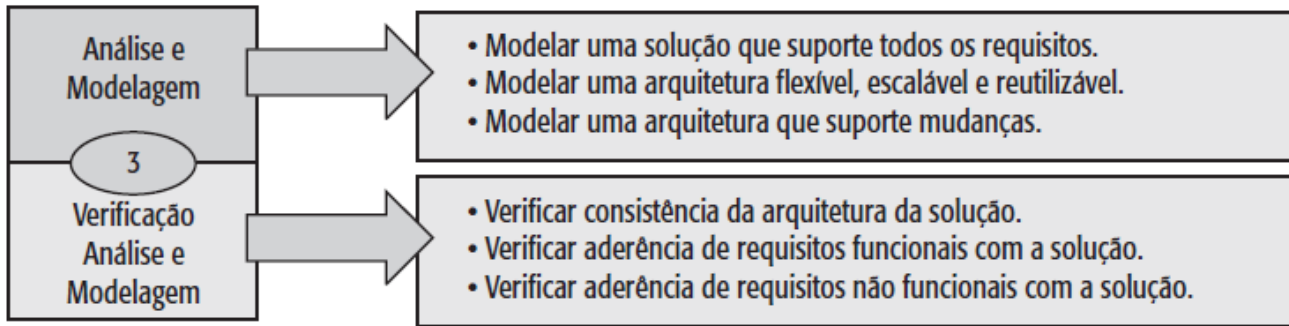 Análise e
Modelagem
• Modelar uma solução que suporte todos os requisitos.
• Modelar uma arquitetura flexível, escalável e reutilizável.
• Modelar uma arquitetura que suporte mudanças.
3
Verificação
Análise e
Modelagem
• Verificar consistência da arquitetura da solução.
• Verificar aderência de requisitos funcionais com a solução.
• Verificar aderência de requisitos não funcionais com a solução.